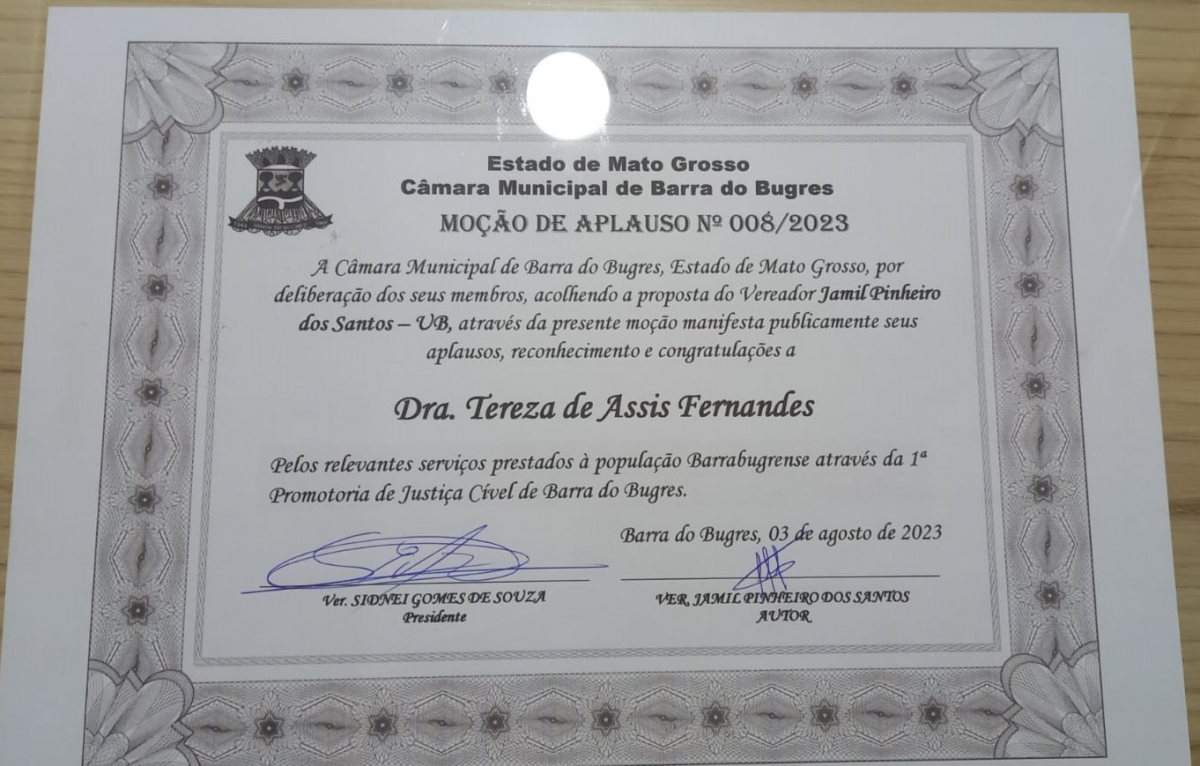 Estado de Mato Grosso
Câmara Municipal de Barra do Bugres
MOÇÃO DE APLAUSO Nº 008/2023
A Câmara Municipal de Barra do Bugres, Estado de Mato Grosso, por
deliberação dos seus membros, acolhendo a proposta do Vereador Jamil Pinheiro
dos Santos – UB, através da presente moção manifesta publicamente seus
aplausos, reconhecimento e congratulações a
Dra. Tereza de Assis Fernandes
Pelos relevantes serviços prestados à população Barrabugrense através da 1ª
Promotoria de Justiça Cível de Barra do Bugres.
Barra do Bugres, 03 de agosto de 2023
Ver. SIDNEI GOMES DE SOUZA
Presidente
VER, JAMIL PINHEIRO DOS SANTOS
AUTOR